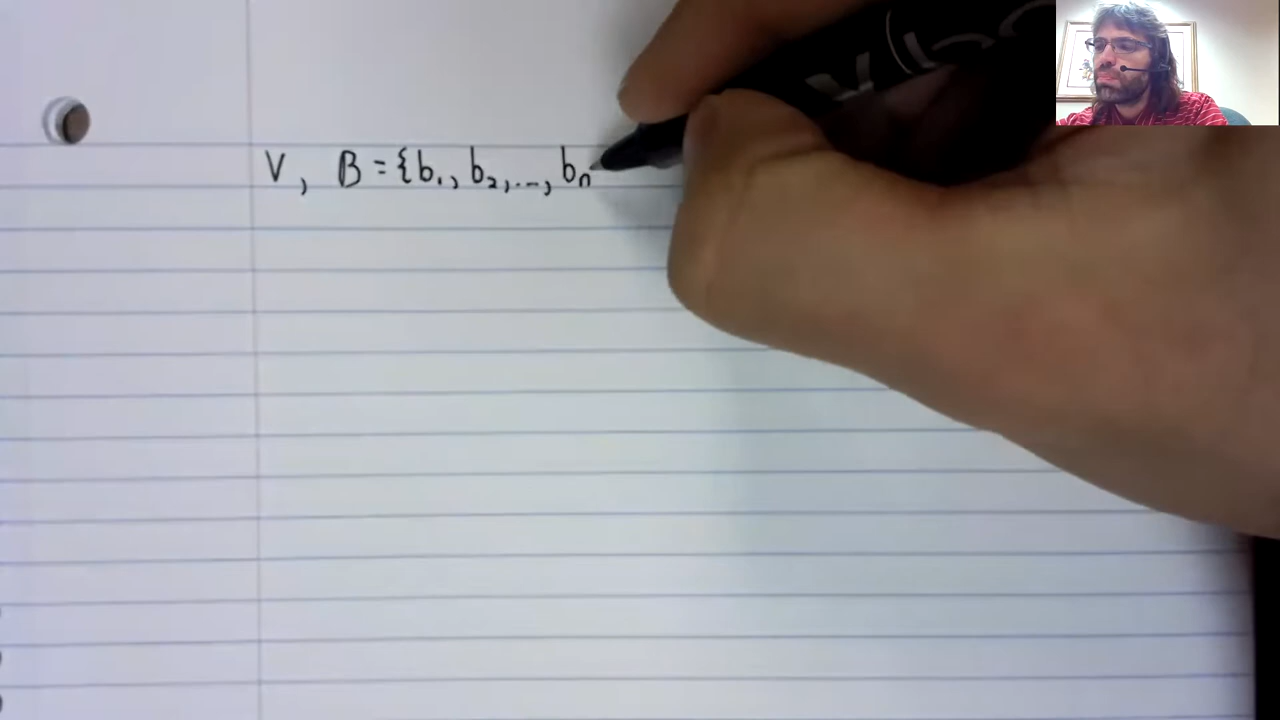 V, B = {b₁, b₂, ..., bₙ